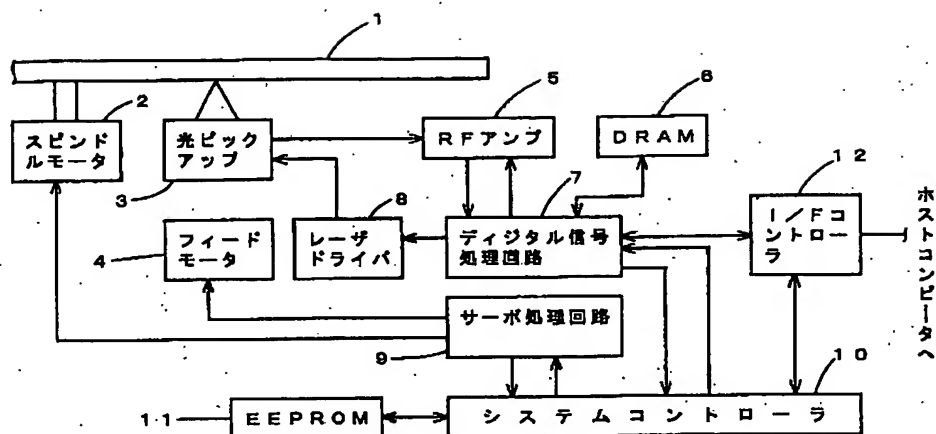 1
2
スピンド
ルモータ
光ピック
アップ
3
5
RFアンプ
6
DRAM
7
ディジタル信号
処理回路
8
レーザ
ドライバ
4
フィード
モータ
サーボ処理回路
9
12
I/Fコ
ントロー
ラ
ホストコンピュータへ
10
システムコントローラ
11
EEPROM